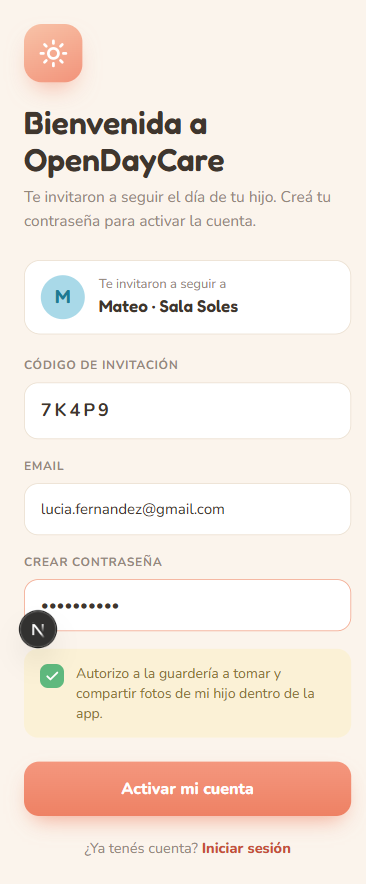 Bienvenida a
OpenDayCare
Te invitaron a seguir el día de tu hijo. Creá tu
contraseña para activar la cuenta.
M
Te invitaron a seguir a
Mateo · Sala Soles
CÓDIGO DE INVITACIÓN
7K4P9
EMAIL
lucia.fernandez@gmail.com
CREAR CONTRASEÑA
••••••••••
N
Autorizo a la guardería a tomar y
compartir fotos de mi hijo dentro de la
app.
Activar mi cuenta
¿Ya tenés cuenta? Iniciar sesión